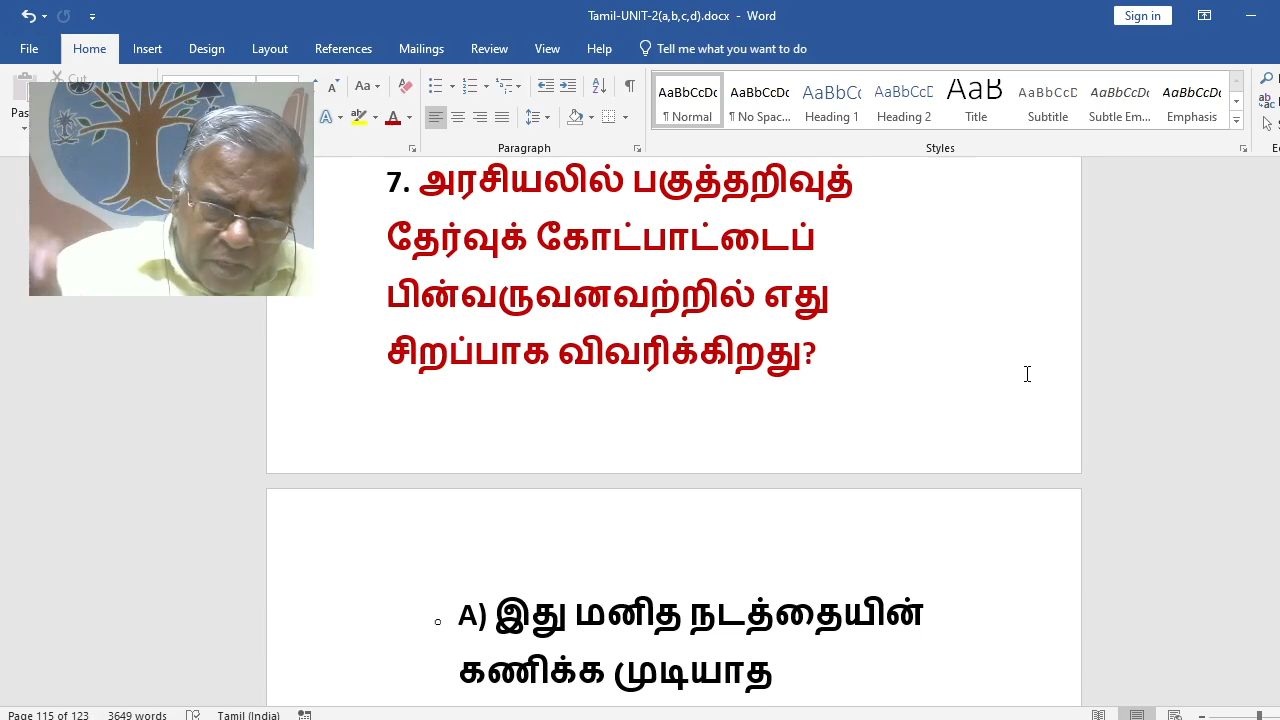 Tamil-UNIT-2(a,b,c,d).docx - Word
Sign in
File Home Insert Design Layout References Mailings Review View Help Tell me what you want to do
Cut
Aa
AaBbCcDc AaBbCcDc AaBbCc AaBbCcD AaB AaBbCcD AaBbCcDc AaBbCcDc
¶ Normal ¶ No Spac... Heading 1 Heading 2 Title Subtitle Subtle Em... Emphasis
Paragraph Styles
7. அரசியலில் பகுத்தறிவுத்
தேர்வுக் கோட்பாட்டைப்
பின்வருவனவற்றில் எது
சிறப்பாக விவரிக்கிறது?
A) இது மனித நடத்தையின்
கணிக்க முடியாத
Page 115 of 123 3649 words Tamil (India)